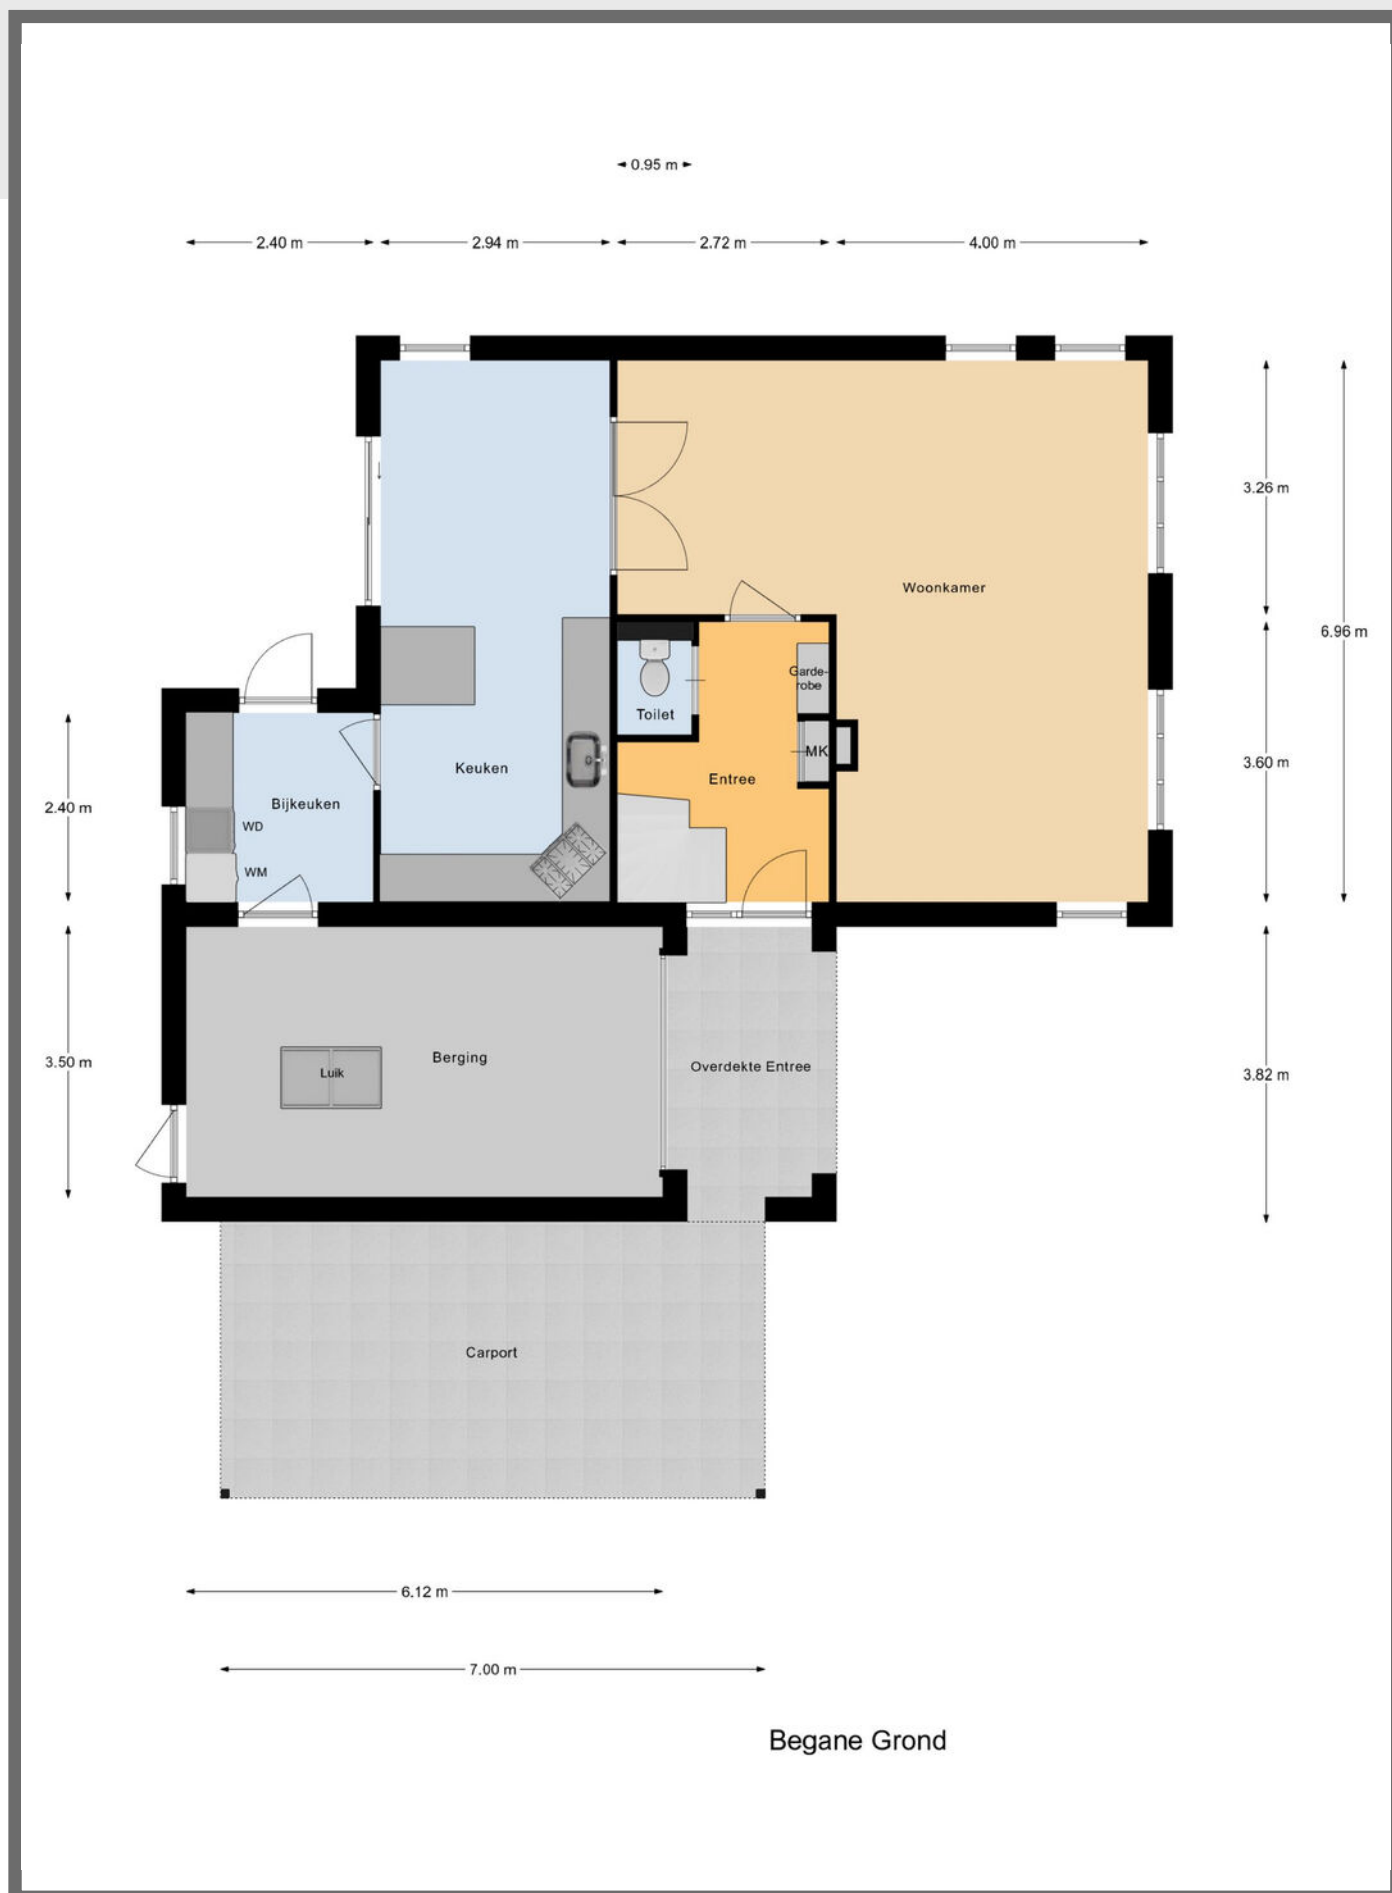 0.95 m
2.40 m
2.94 m
2.72 m
4.00 m
3.26 m
Woonkamer
6.96 m
Garde-
robe
Toilet
MK
3.60 m
Keuken
Entree
Bijkeuken
2.40 m
WD
WM
Berging
3.50 m
Overdekte Entree
Luik
3.82 m
Carport
6.12 m
7.00 m
Begane Grond